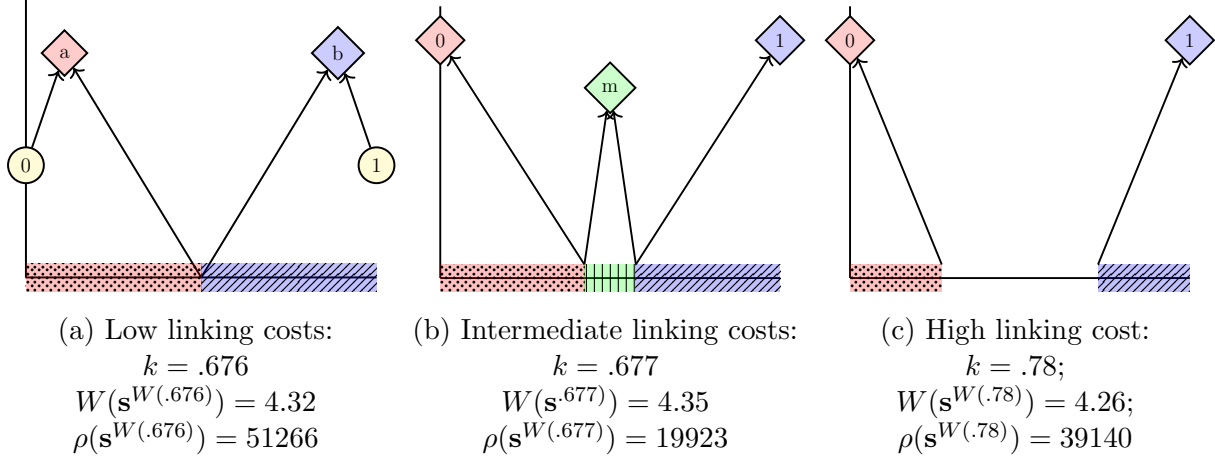 a
b
0
1
0
m
1
0
1
(a) Low linking costs:
k = .676
W(s^{W(.676)}) = 4.32
ρ(s^{W(.676)}) = 51266
(b) Intermediate linking costs:
k = .677
W(s^{.677)}) = 4.35
ρ(s^{W(.677)}) = 19923
(c) High linking cost:
k = .78;
W(s^{W(.78)}) = 4.26;
ρ(s^{W(.78)}) = 39140